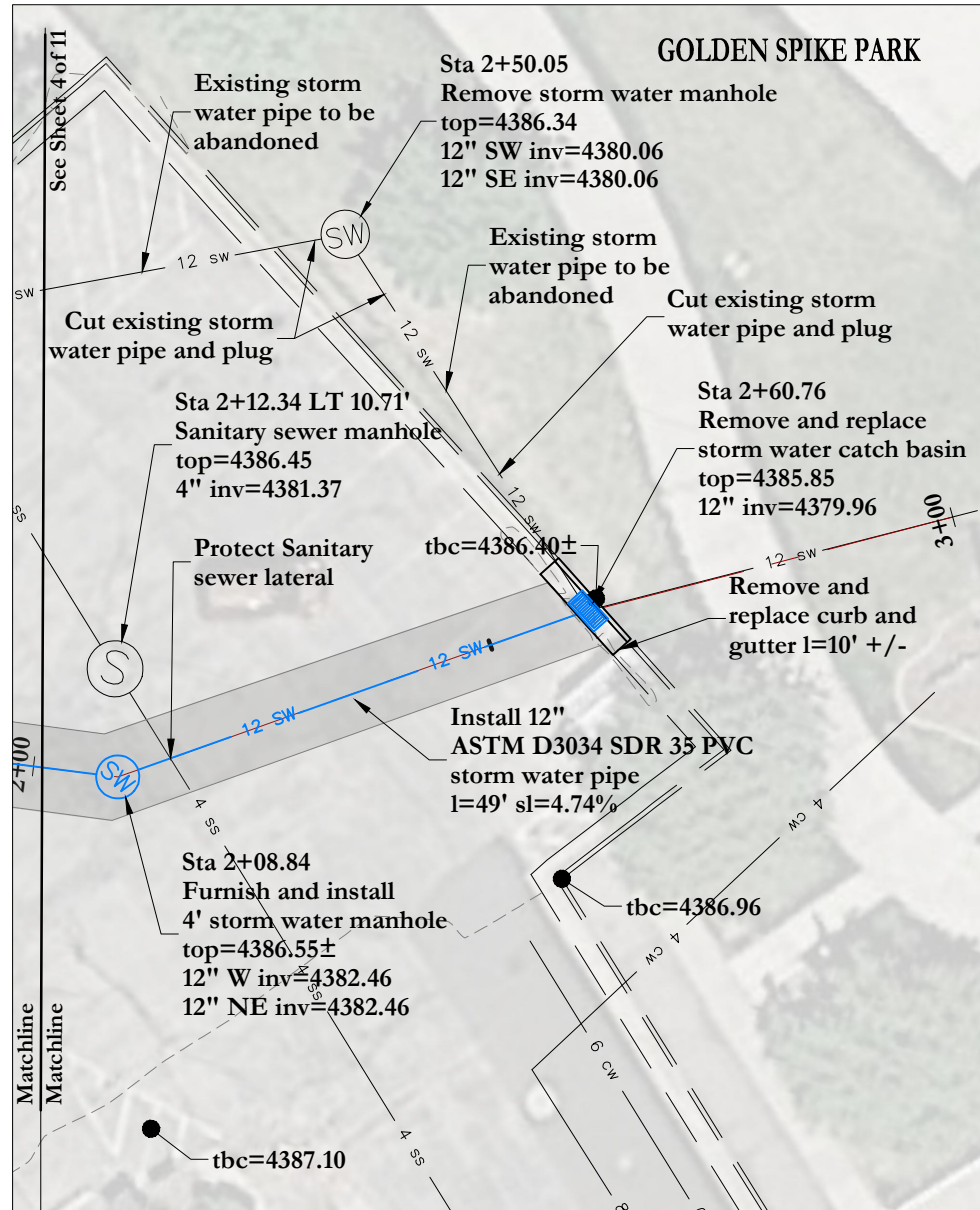 GOLDEN SPIKE PARK
See Sheet 4 of 11
Existing storm
water pipe to be
abandoned
Sta 2+50.05
Remove storm water manhole
top=4386.34
12" SW inv=4380.06
12" SE inv=4380.06
SW
12 sw
sw
Existing storm
water pipe to be
abandoned
Cut existing storm
water pipe and plug
12 sw
Cut existing storm
water pipe and plug
Sta 2+12.34 LT 10.71'
Sanitary sewer manhole
top=4386.45
4" inv=4381.37
Sta 2+60.76
Remove and replace
storm water catch basin
top=4385.85
12" inv=4379.96
ss
12 sw
3+00
Protect Sanitary
sewer lateral
tbc=4386.40±
12 sw
Remove and
replace curb and
gutter l=10' +/-
S
12 SW
12 SW
Install 12"
ASTM D3034 SDR 35 PVC
storm water pipe
l=49' sl=4.74%
2+00
SW
4 ss
4 cw
Sta 2+08.84
Furnish and install
4' storm water manhole
top=4386.55±
12" W inv=4382.46
12" NE inv=4382.46
tbc=4386.96
4 cw
4 ss
6 cw
Matchline
Matchline
4 ss
tbc=4387.10